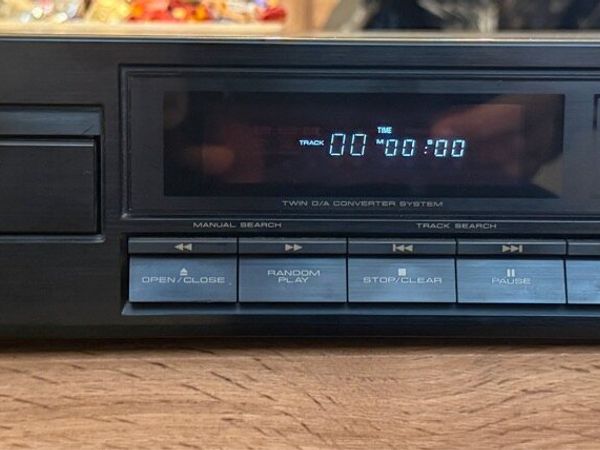 TIME
TRACK 00 M 00:00
TWIN D/A CONVERTER SYSTEM
MANUAL SEARCH TRACK SEARCH
OPEN/CLOSE RANDOM PLAY STOP/CLEAR PAUSE